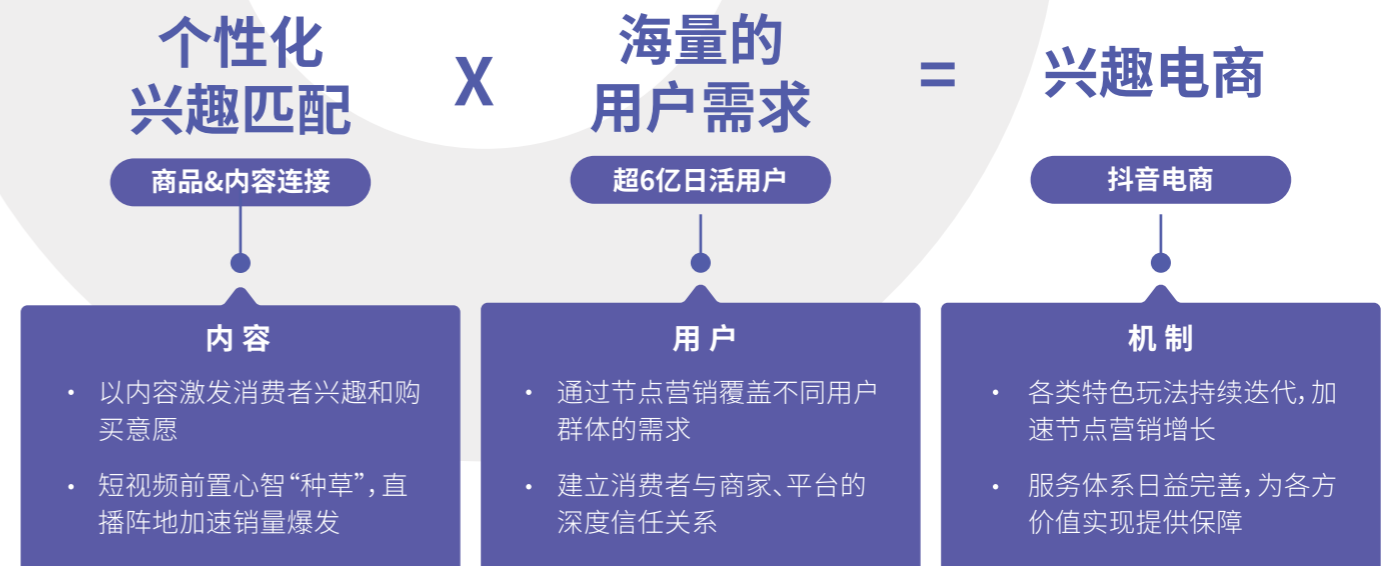 个性化
兴趣匹配
X
海量的
用户需求
=
兴趣电商
商品&内容连接
超6亿日活用户
抖音电商
内容
• 以内容激发消费者兴趣和购
买意愿
• 短视频前置心智“种草”,直
播阵地加速销量爆发
用户
• 通过节点营销覆盖不同用户
群体的需求
• 建立消费者与商家、平台的
深度信任关系
机制
• 各类特色玩法持续迭代,加
速节点营销增长
• 服务体系日益完善,为各方
价值实现提供保障